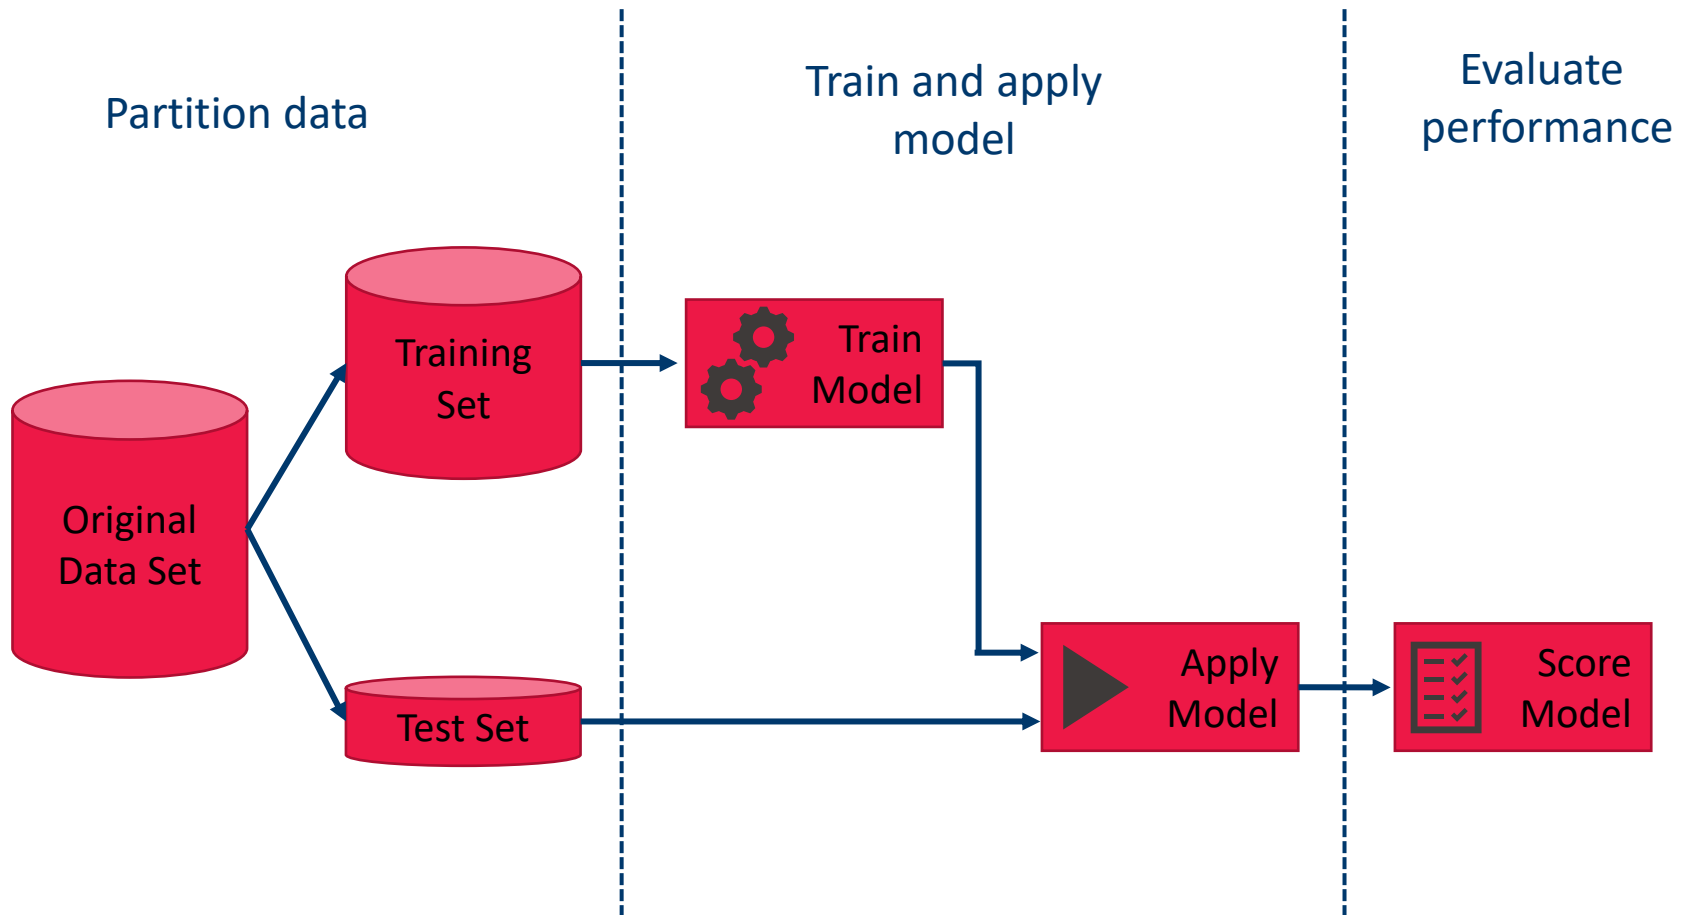 Partition data
Train and apply
model
Evaluate
performance
Training
Set
Train
Model
Original
Data Set
Test Set
Apply
Model
Score
Model